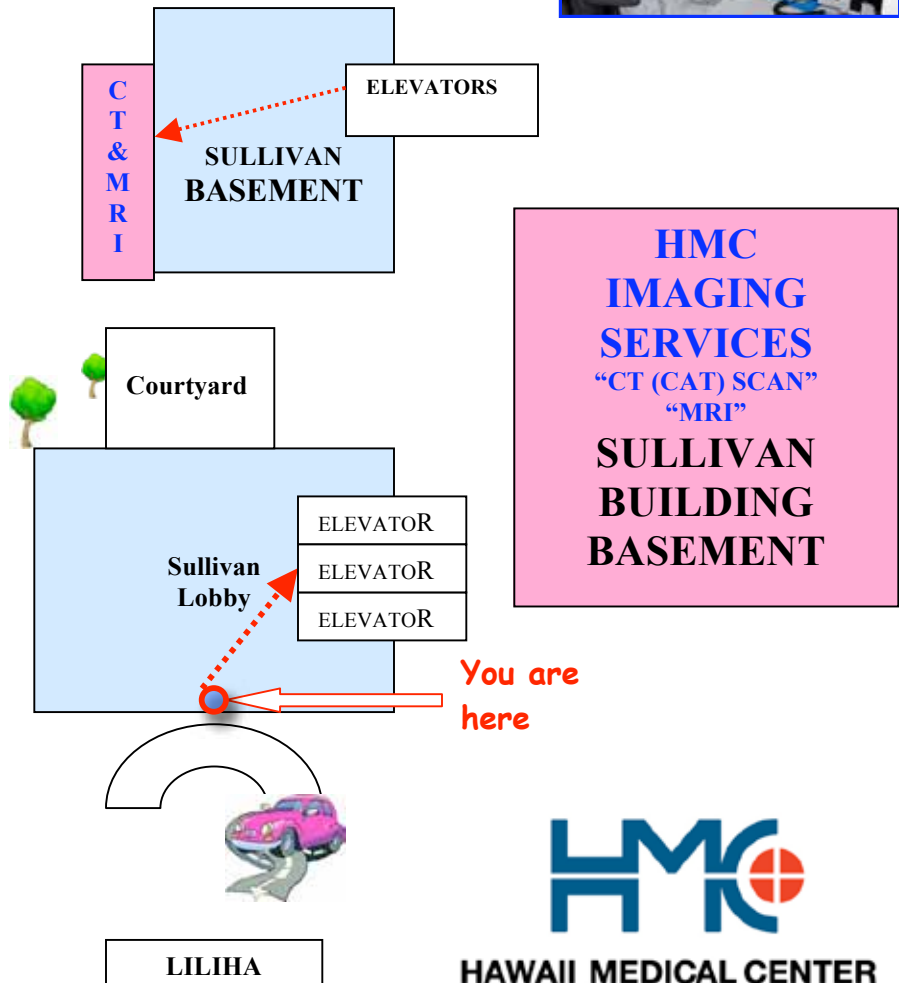 C
T
&
M
R
I
ELEVATORS
SULLIVAN
BASEMENT
HMC
IMAGING
SERVICES
“CT (CAT) SCAN”
“MRI”
SULLIVAN
BUILDING
BASEMENT
Courtyard
ELEVATOR
ELEVATOR
ELEVATOR
Sullivan
Lobby
You are
here
LILIHA
HMC
HAWAII MEDICAL CENTER